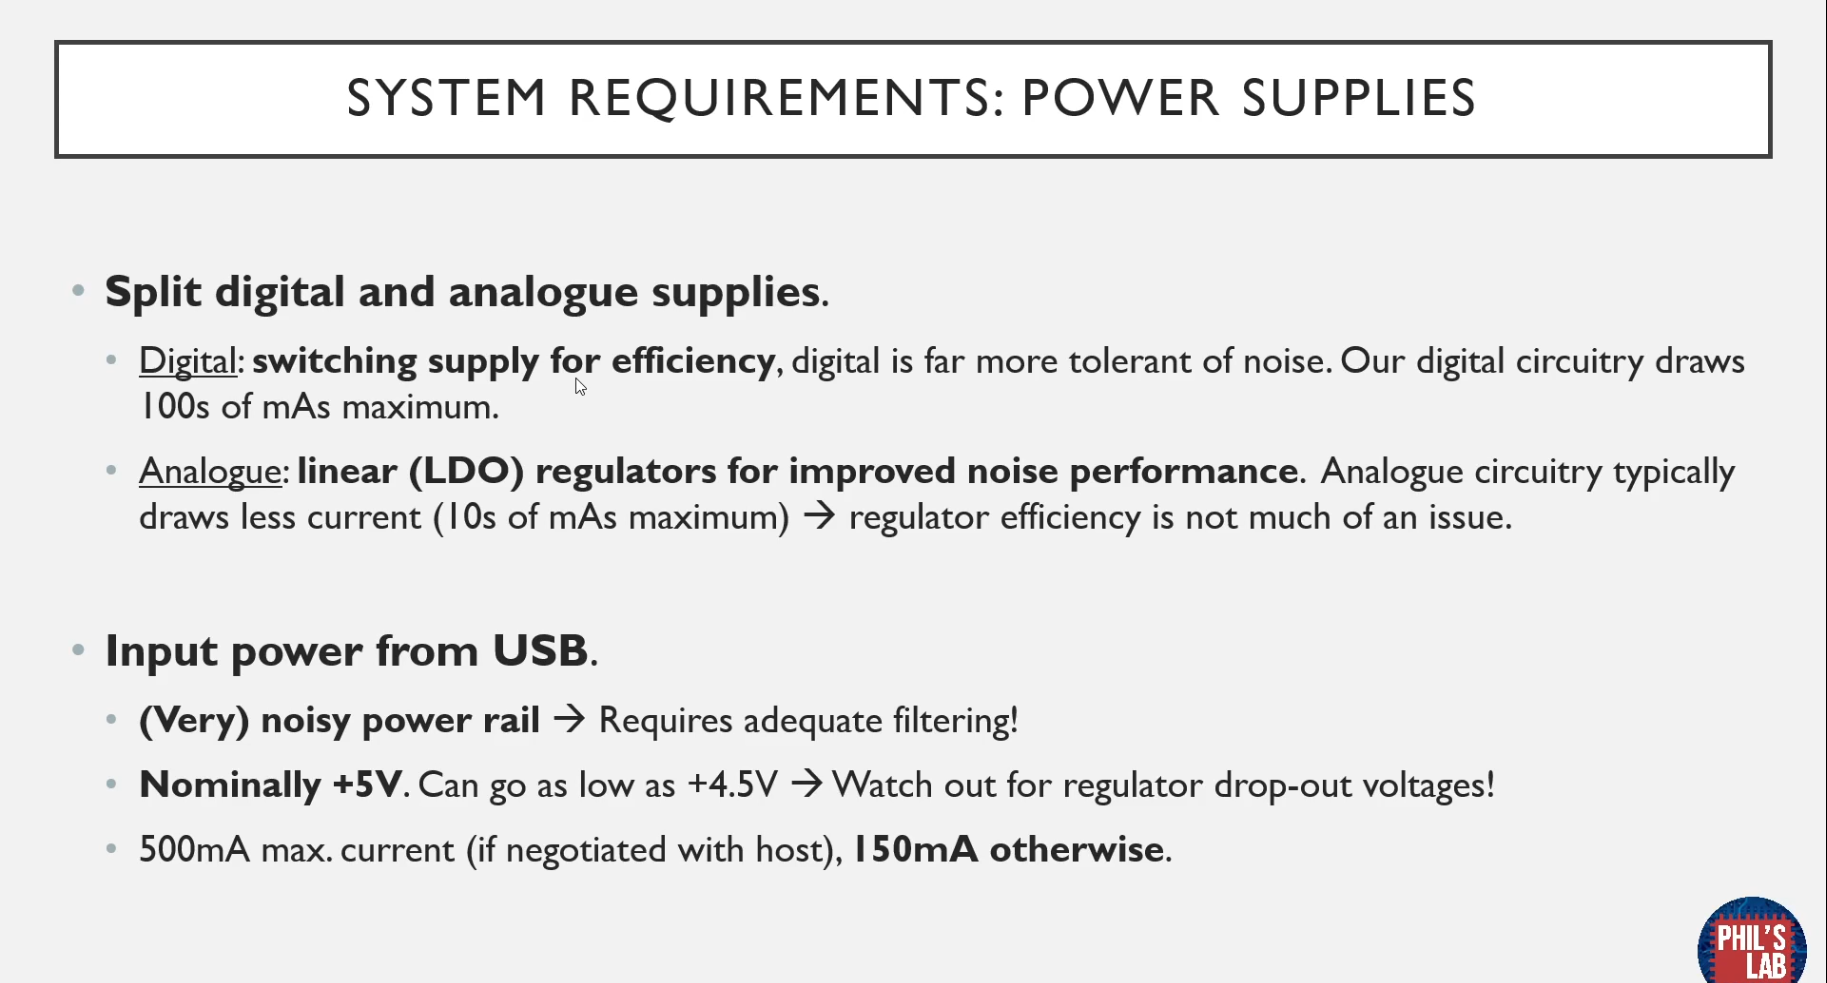 SYSTEM REQUIREMENTS: POWER SUPPLIES
• Split digital and analogue supplies.
• Digital: switching supply for efficiency, digital is far more tolerant of noise. Our digital circuitry draws
100s of mAs maximum.
• Analogue: linear (LDO) regulators for improved noise performance. Analogue circuitry typically
draws less current (10s of mAs maximum) → regulator efficiency is not much of an issue.
• Input power from USB.
• (Very) noisy power rail → Requires adequate filtering!
• Nominally +5V. Can go as low as +4.5V → Watch out for regulator drop-out voltages!
• 500mA max. current (if negotiated with host), 150mA otherwise.
PHIL'S
LAB